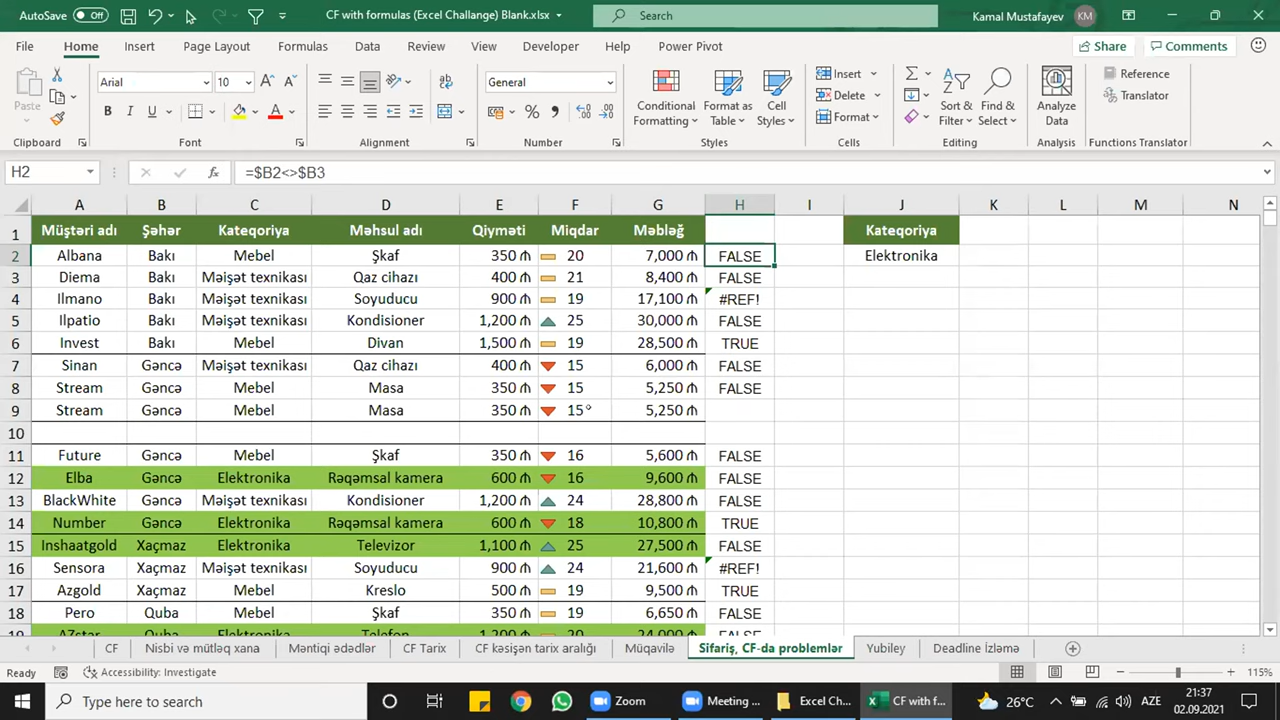 AutoSave Off CF with formulas (Excel Challange) Blank.xlsx Search Kamal Mustafayev KM
File Home Insert Page Layout Formulas Data Review View Developer Help Power Pivot Share Comments
Paste Arial 10 General Conditional Formatting Format as Table Cell Styles Insert Delete Format Sort & Filter Find & Select Analyze Data Reference Translator
Clipboard Font Alignment Number Styles Cells Editing Analysis Functions Translator
H2 =$B2<>$B3
A B C D E F G H I J K L M N
1 Müştəri adı Şəhər Kateqoriya Məhsul adı Qiyməti Miqdar Məbləğ Kateqoriya
2 Albana Bakı Mebel Şkaf 350 ₼ 20 7,000 ₼ FALSE Elektronika
3 Diema Bakı Məişət texnikası Qaz cihazı 400 ₼ 21 8,400 ₼ FALSE
4 Ilmano Bakı Məişət texnikası Soyuducu 900 ₼ 19 17,100 ₼ #REF!
5 Ilpatio Bakı Məişət texnikası Kondisioner 1,200 ₼ 25 30,000 ₼ FALSE
6 Invest Bakı Mebel Divan 1,500 ₼ 19 28,500 ₼ TRUE
7 Sinan Gəncə Məişət texnikası Qaz cihazı 400 ₼ 15 6,000 ₼ FALSE
8 Stream Gəncə Mebel Masa 350 ₼ 15 5,250 ₼ FALSE
9 Stream Gəncə Mebel Masa 350 ₼ 15 5,250 ₼
10
11 Future Gəncə Mebel Şkaf 350 ₼ 16 5,600 ₼ FALSE
12 Elba Gəncə Elektronika Rəqəmsal kamera 600 ₼ 16 9,600 ₼ FALSE
13 BlackWhite Gəncə Məişət texnikası Kondisioner 1,200 ₼ 24 28,800 ₼ FALSE
14 Number Gəncə Elektronika Rəqəmsal kamera 600 ₼ 18 10,800 ₼ TRUE
15 Inshaatgold Xaçmaz Elektronika Televizor 1,100 ₼ 25 27,500 ₼ FALSE
16 Sensora Xaçmaz Məişət texnikası Soyuducu 900 ₼ 24 21,600 ₼ #REF!
17 Azgold Xaçmaz Mebel Kreslo 500 ₼ 19 9,500 ₼ TRUE
18 Pero Quba Mebel Şkaf 350 ₼ 19 6,650 ₼ FALSE
19 AZstar Quba Elektronika Telefon 1,200 ₼ 20 24,000 ₼ FALSE
CF Nisbi və mütləq xana Məntiqi ədədlər CF Tarix CF kəsişən tarix aralığı Müqavilə Sifariş, CF-da problemlər Yubiley Deadline İzləmə
Ready Accessibility: Investigate 115%
Type here to search Zoom Meeting ... Excel Ch... CF with f... 26°C AZE 21:37
02.09.2021